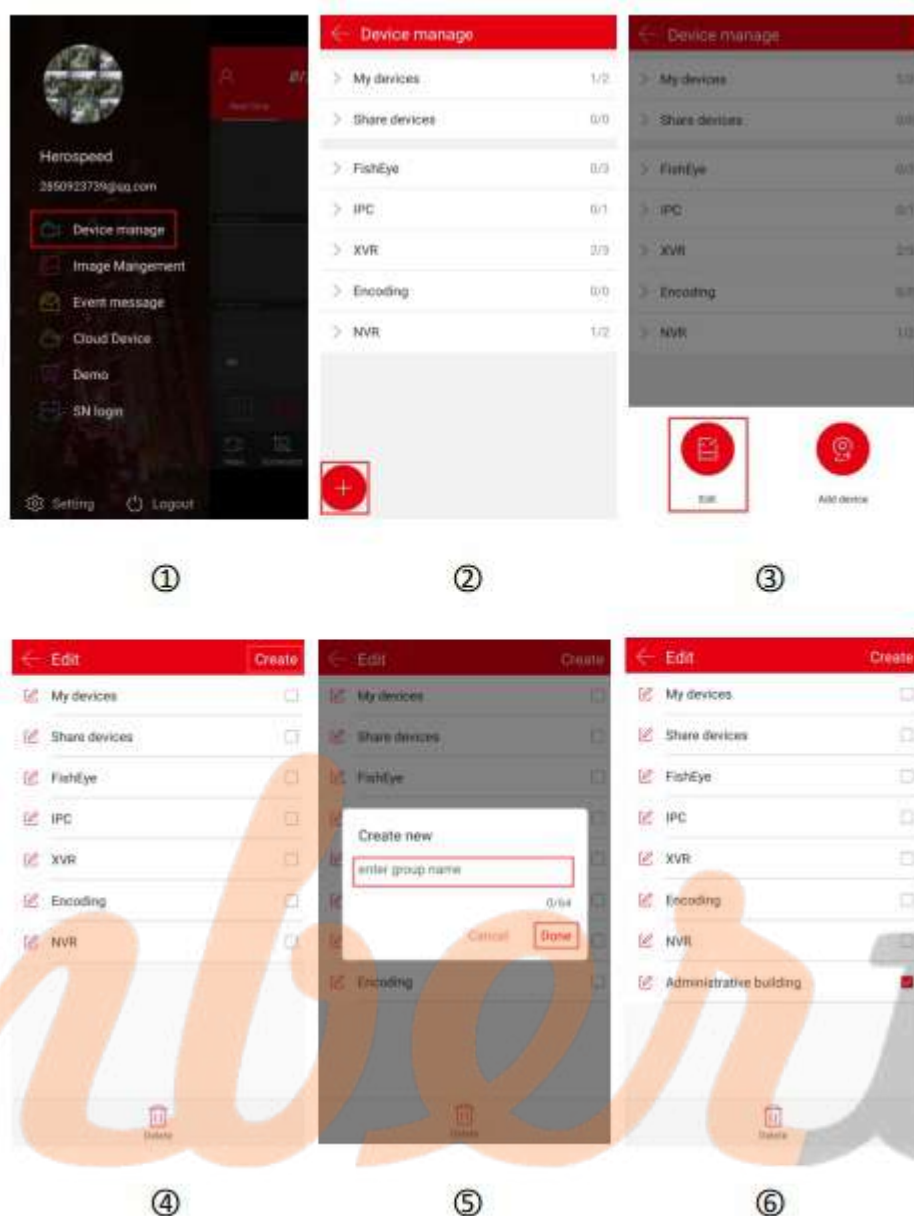 Herospeed
2850923739@qq.com
Device manage
Image Mangement
Event message
Cloud Device
Demo
SN login
Setting
Logout
①
Device manage
My devices 1/2
Share devices 0/0
FishEye 0/3
IPC 0/1
XVR 2/3
Encoding 0/0
NVR 1/2
②
Device manage
My devices
Share devices
FishEye
IPC
XVR
Encoding
NVR
Edit
Add device
③
Edit Create
My devices
Share devices
FishEye
IPC
XVR
Encoding
NVR
Delete
④
Edit Create
My devices
Share devices
FishEye
Create new
enter group name
0/64
Cancel Done
Encoding
Delete
⑤
Edit Create
My devices
Share devices
FishEye
IPC
XVR
Encoding
NVR
Administrative building
Delete
⑥